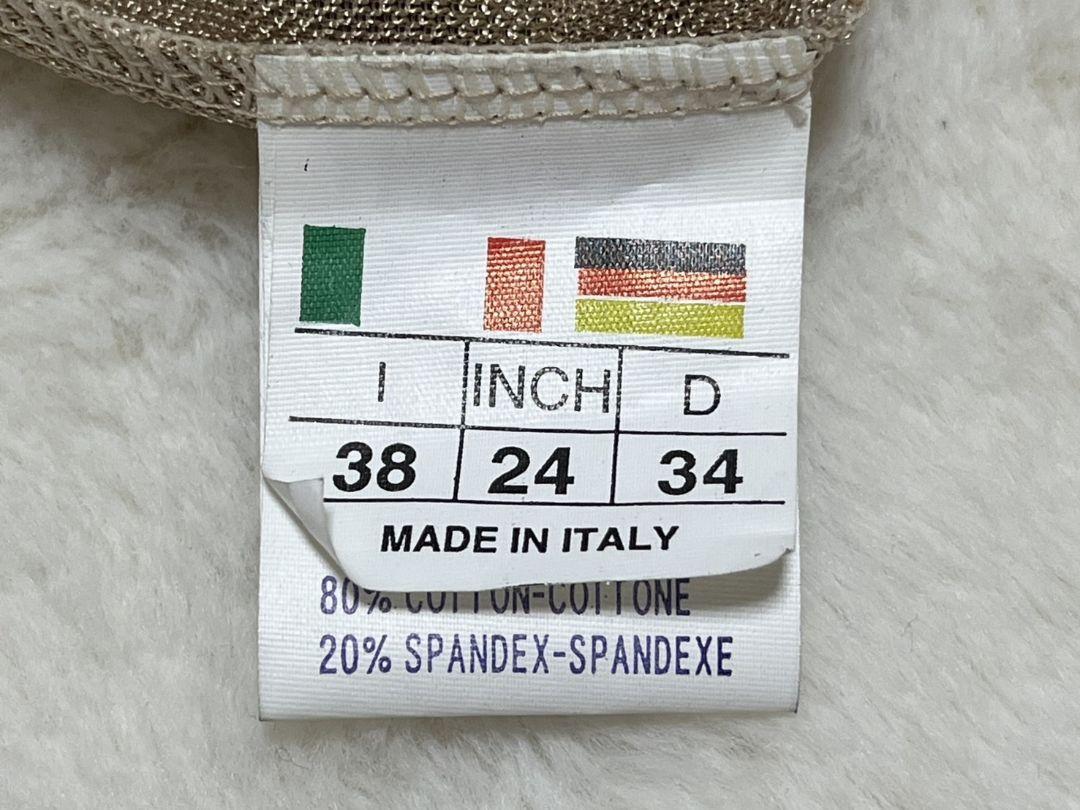 I INCH D
38 24 34
MADE IN ITALY
80% COTTON-COTTONE
20% SPANDEX-SPANDEXE